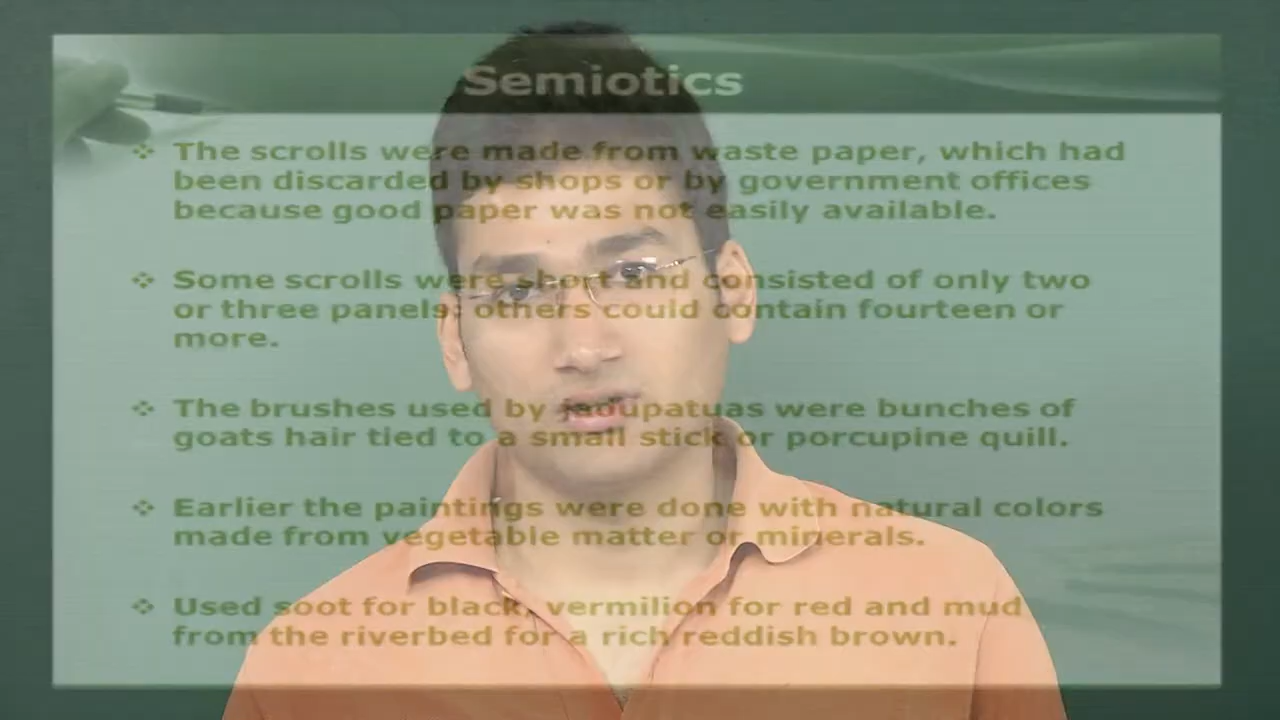 Semiotics
❖ The scrolls were made from waste paper, which had
been discarded by shops or by government offices
because good paper was not easily available.
❖ Some scrolls were short and consisted of only two
or three panels; others could contain fourteen or
more.
❖ The brushes used by jadupatuas were bunches of
goats hair tied to a small stick or porcupine quill.
❖ Earlier the paintings were done with natural colors
made from vegetable matter or minerals.
❖ Used soot for black, vermilion for red and mud
from the riverbed for a rich reddish brown.